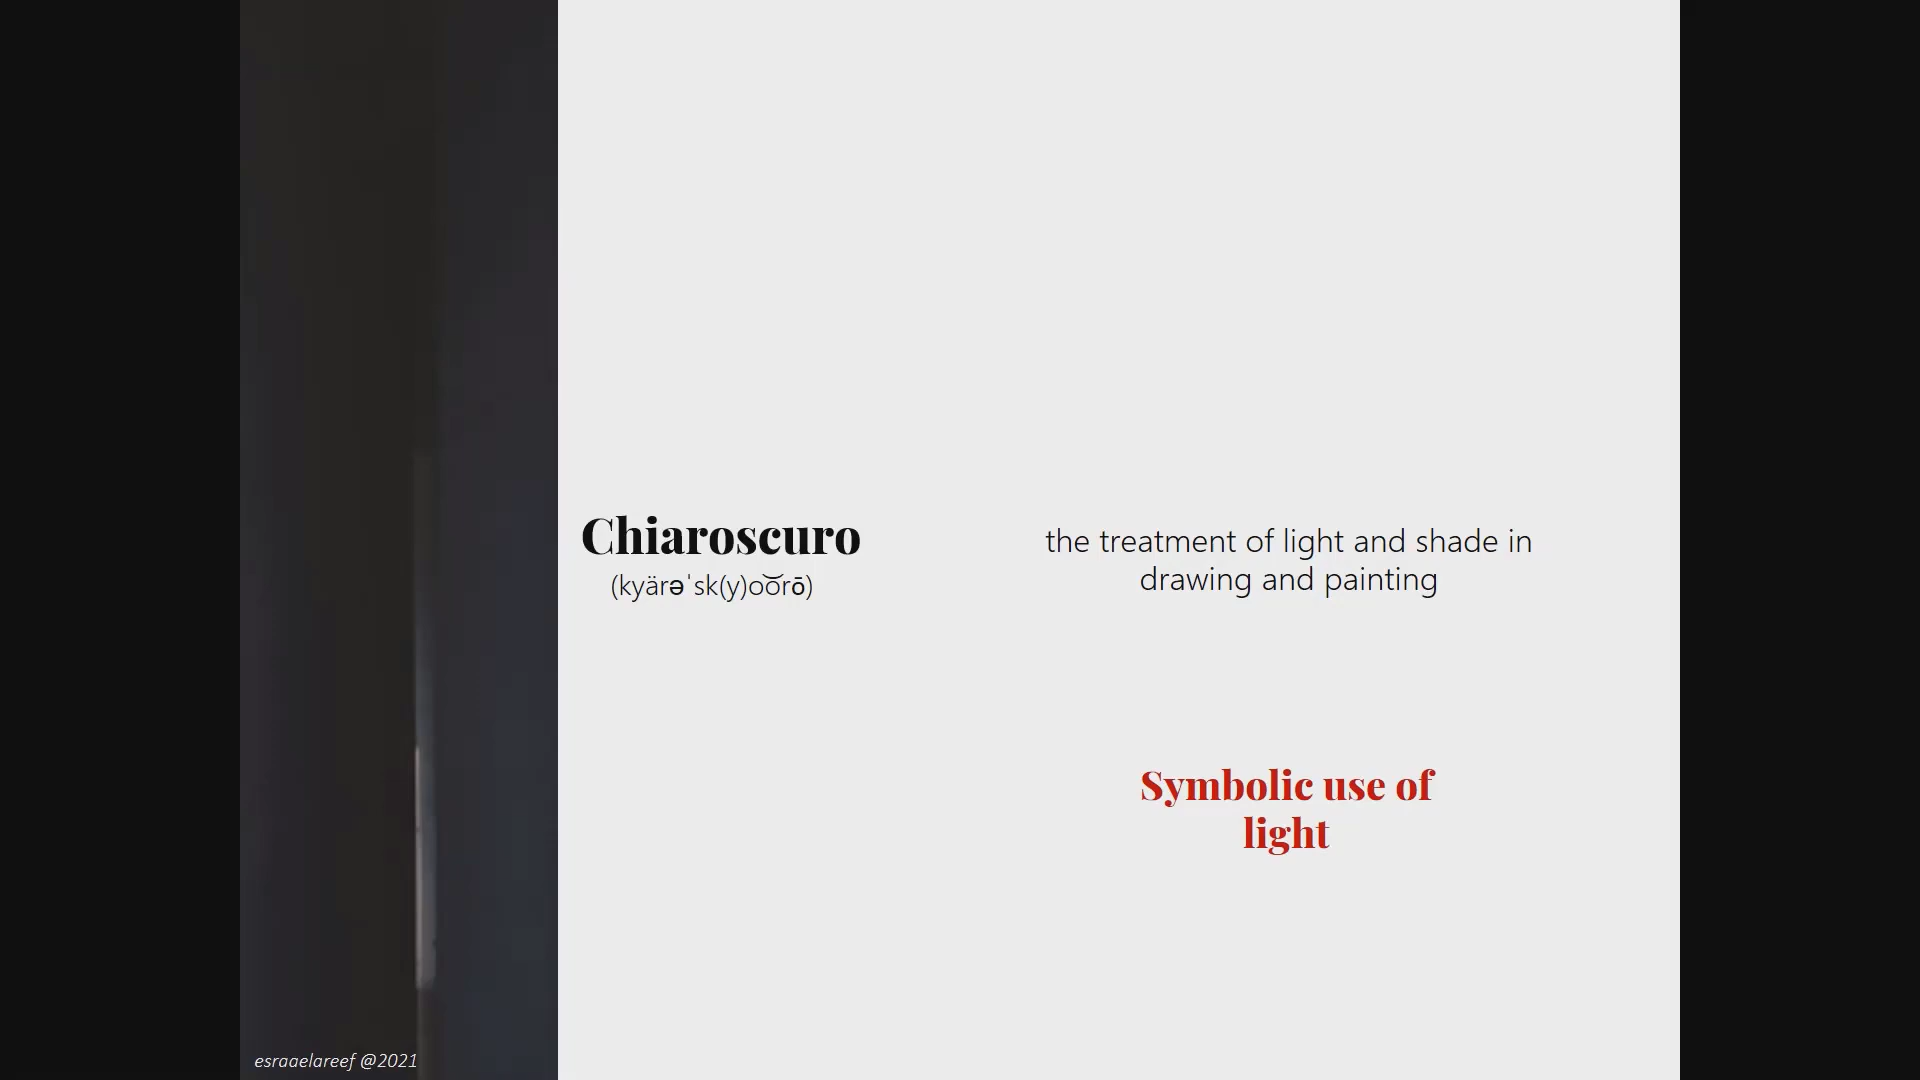 Chiaroscuro
(kyärəˈsk(y)o͝orō)
the treatment of light and shade in
drawing and painting
Symbolic use of
light
esraaelareef @2021